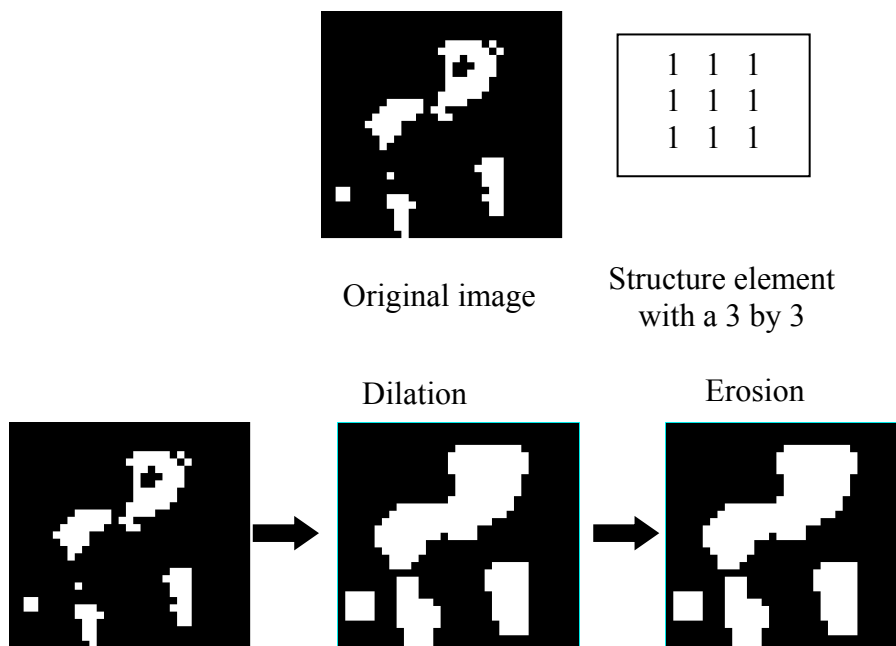 1 1 1
1 1 1
1 1 1
Original image
Structure element
with a 3 by 3
Dilation
Erosion